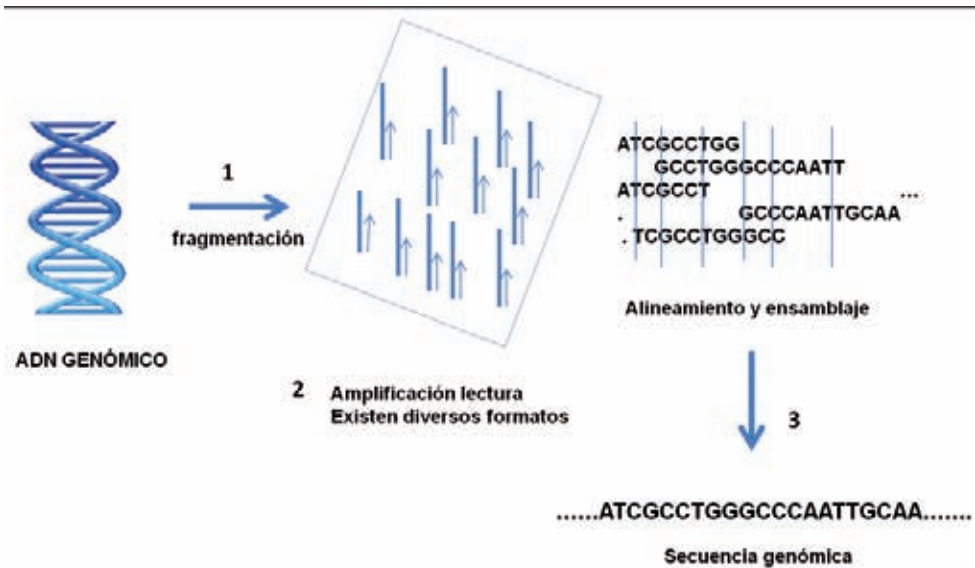 ADN GENÓMICO
1
fragmentación
2 Amplificación lectura
Existen diversos formatos
ATCGCCTGG
GCCTGGGCCCAATT
ATCGCCT ...
. GCCCAATTGCAA
. TCGCCTGGGCC
Alineamiento y ensamblaje
3
......ATCGCCTGGGCCCAATTGCAA.......
Secuencia genómica